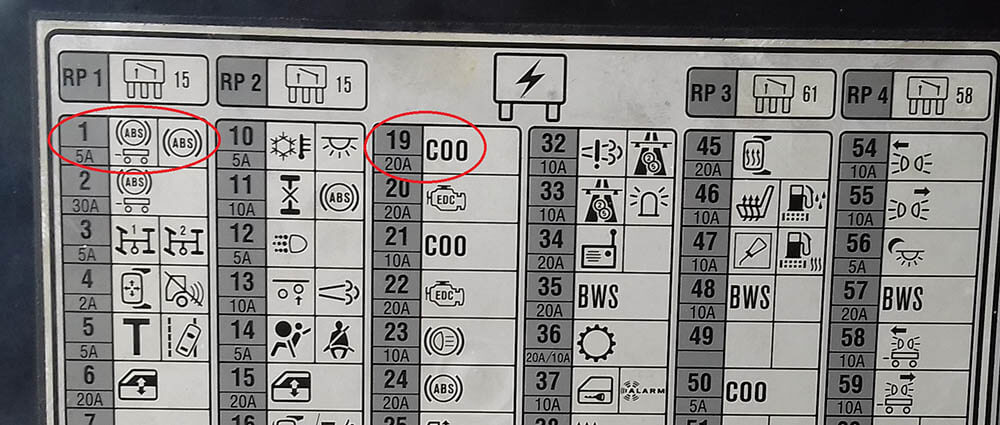 RP 1 15
1 ABS ABS
5A
2 ABS
30A
3 1 2
5A
4
2A
5 T
5A
6
20A
7
RP 2 15
10
5A
11 ABS
10A
12
5A
13
10A
14
5A
15
20A
16
19 COO
20A
20 EDC
20A
21 COO
10A
22 EDC
20A
23
10A
24 ABS
20A
25
32
10A
33
10A
34
20A
35 BWS
20A
36
20A/10A
37 ALARM
10A
38
RP 3 61
45
20A
46
10A
47
10A
48 BWS
10A
49
50 COO
5A
51
RP 4 58
54
10A
55
10A
56
5A
57 BWS
20A
58
10A
59
10A